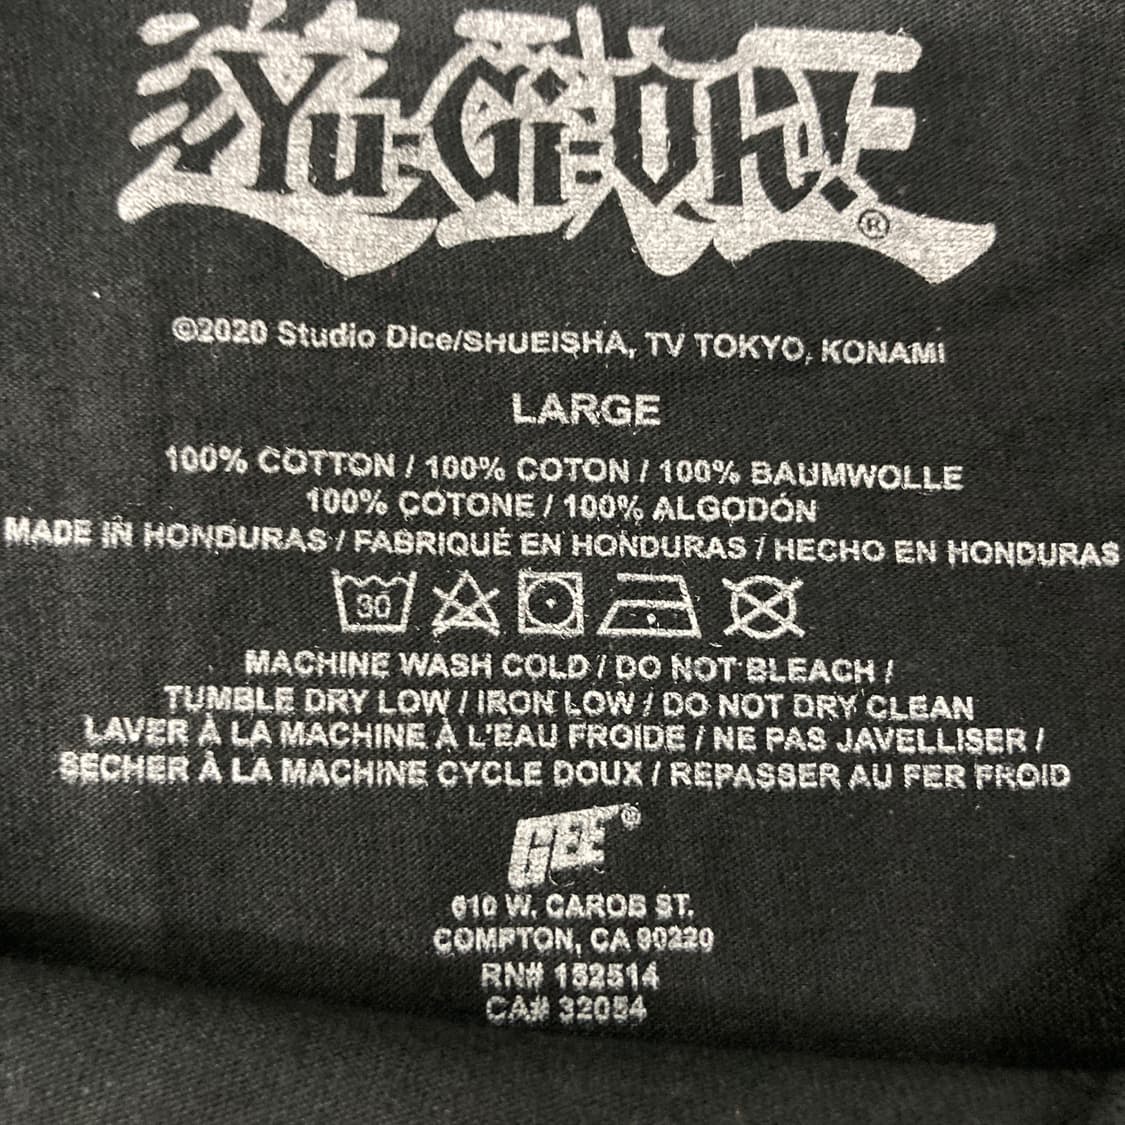 Yu-Gi-Oh!®
©2020 Studio Dice/SHUEISHA, TV TOKYO, KONAMI
LARGE
100% COTTON / 100% COTON / 100% BAUMWOLLE
100% COTONE / 100% ALGODÓN
MADE IN HONDURAS / FABRIQUÉ EN HONDURAS / HECHO EN HONDURAS
30
MACHINE WASH COLD / DO NOT BLEACH /
TUMBLE DRY LOW / IRON LOW / DO NOT DRY CLEAN
LAVER À LA MACHINE À L'EAU FROIDE / NE PAS JAVELLISER /
SECHER À LA MACHINE CYCLE DOUX / REPASSER AU FER FROID
GEE®
610 W. CAROB ST.
COMPTON, CA 90220
RN# 152514
CA# 32054